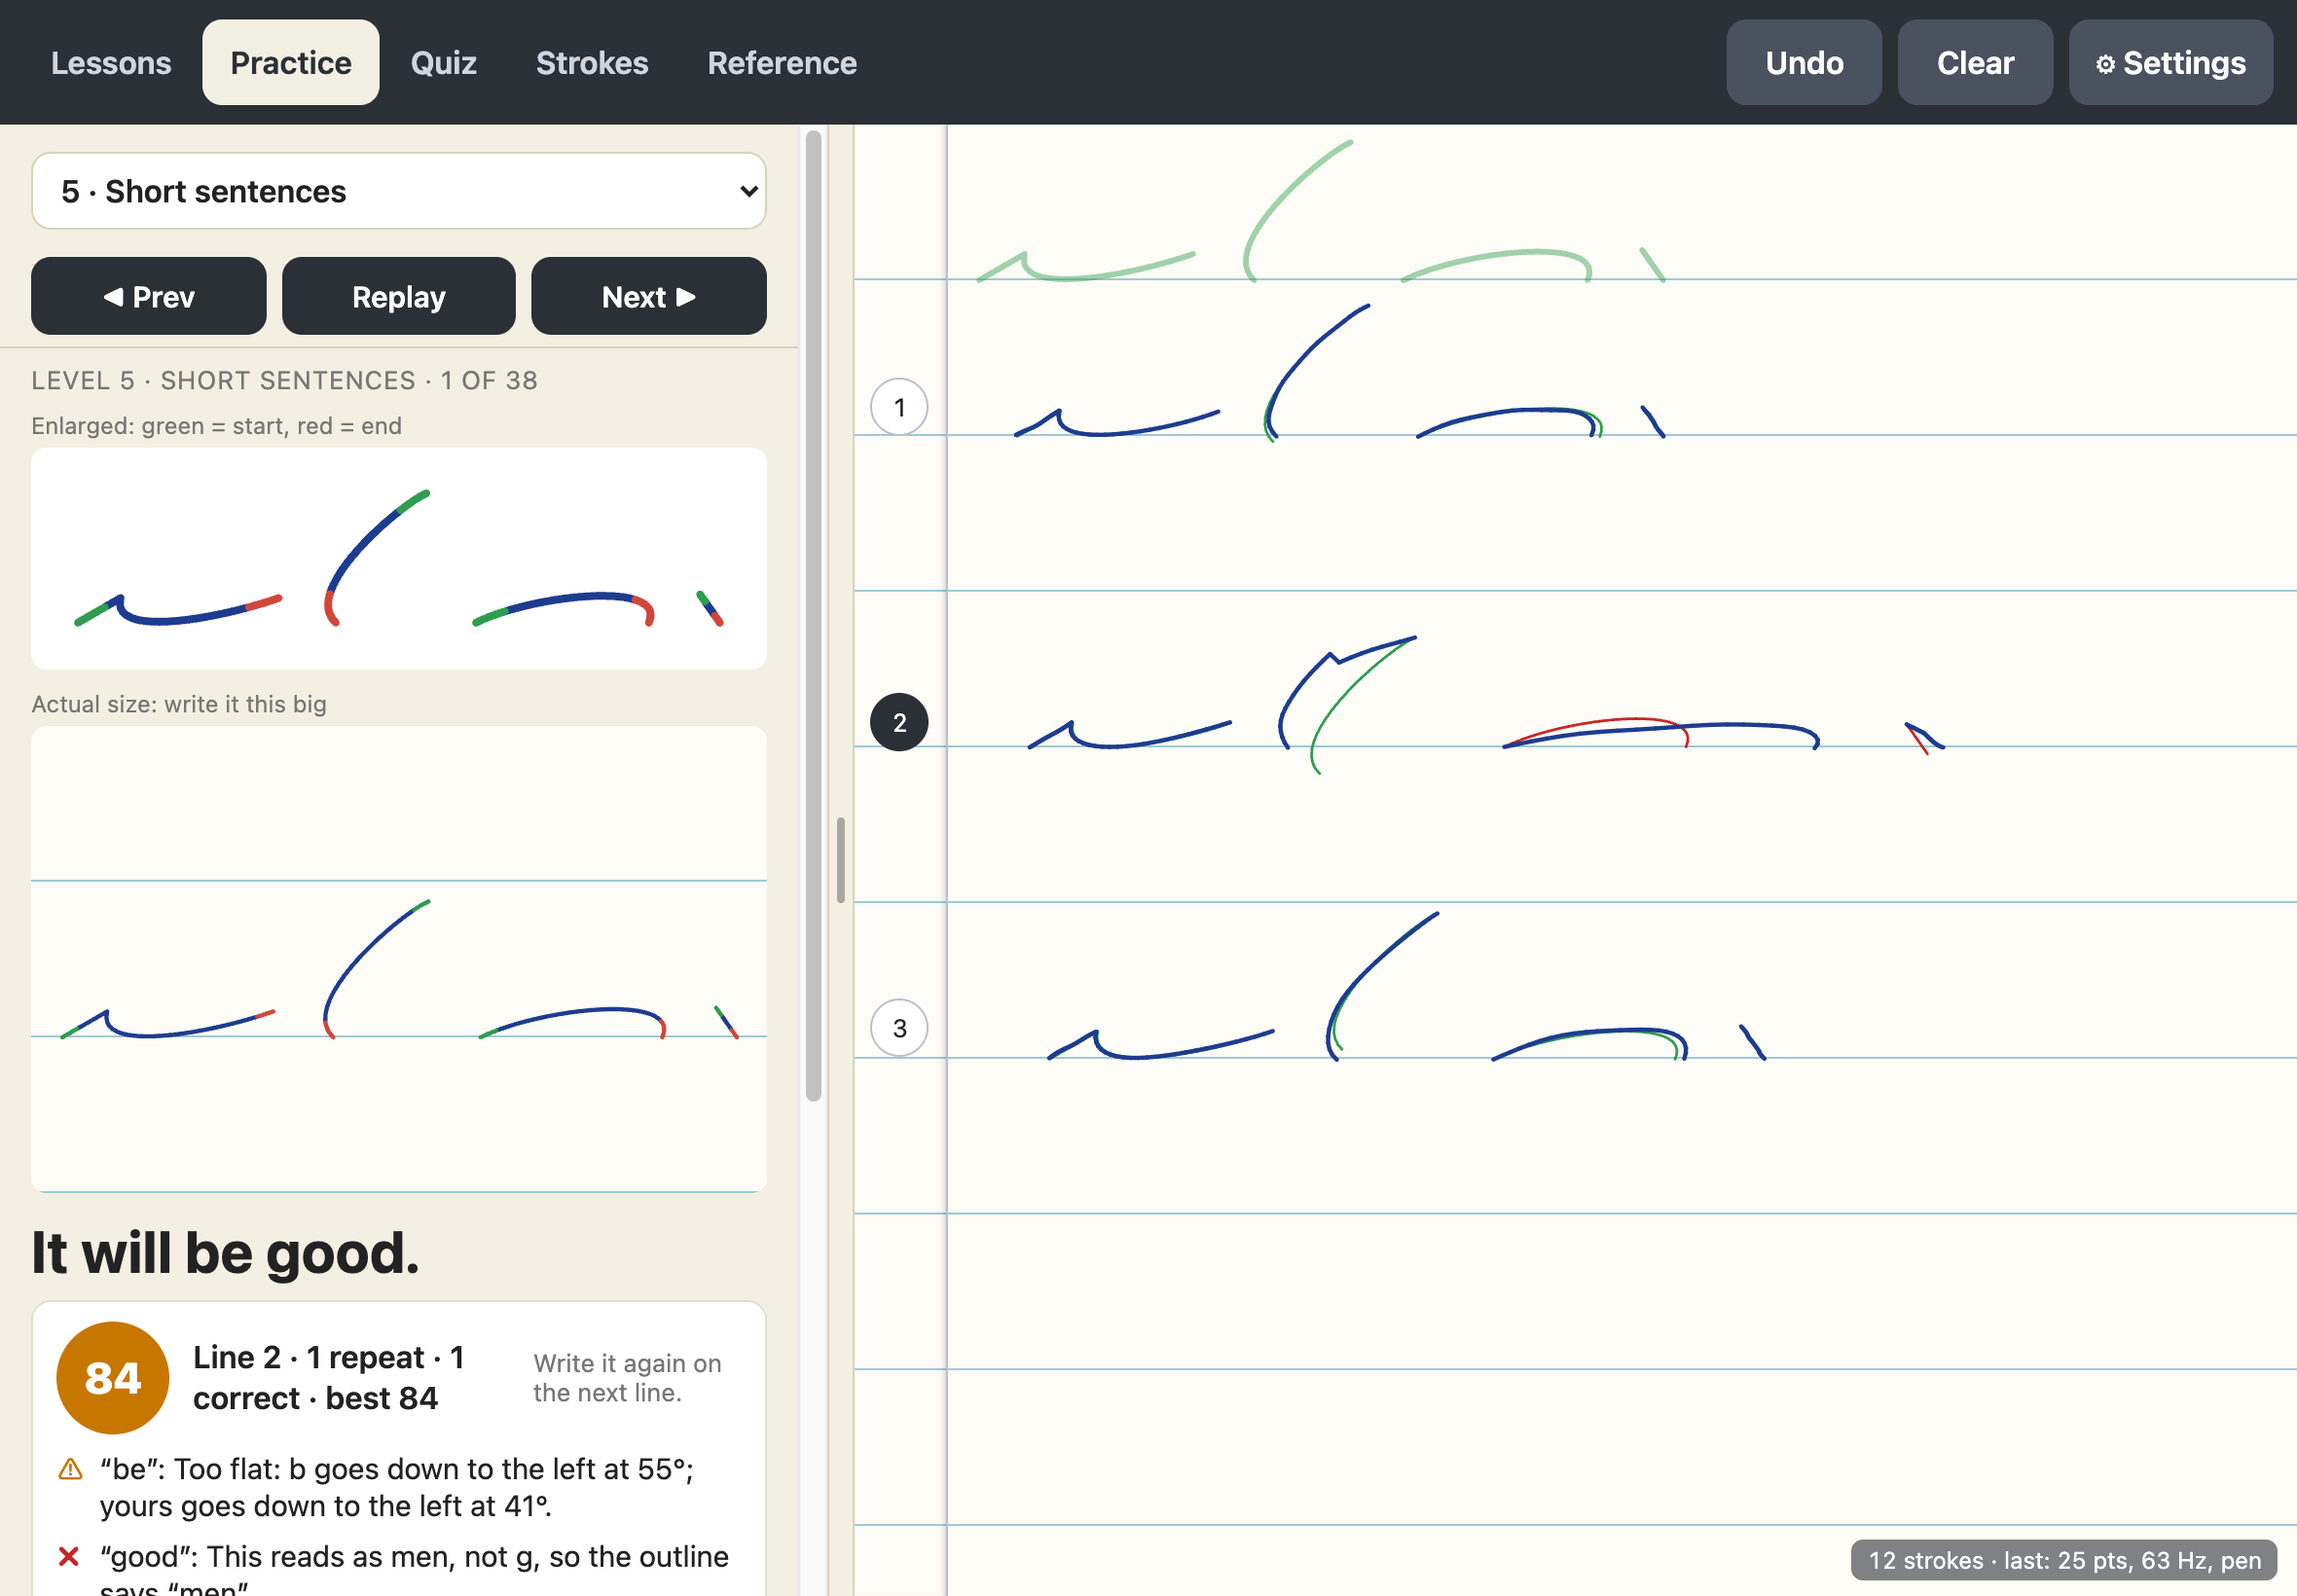 Lessons Practice Quiz Strokes Reference Undo Clear ⚙ Settings
5 · Short sentences
◀ Prev Replay Next ▶
LEVEL 5 · SHORT SENTENCES · 1 OF 38
Enlarged: green = start, red = end
Actual size: write it this big
It will be good.
84
Line 2 · 1 repeat · 1
correct · best 84
Write it again on
the next line.
“be”: Too flat: b goes down to the left at 55°;
yours goes down to the left at 41°.
“good”: This reads as men, not g, so the outline
says “men”
1
2
3
12 strokes · last: 25 pts, 63 Hz, pen